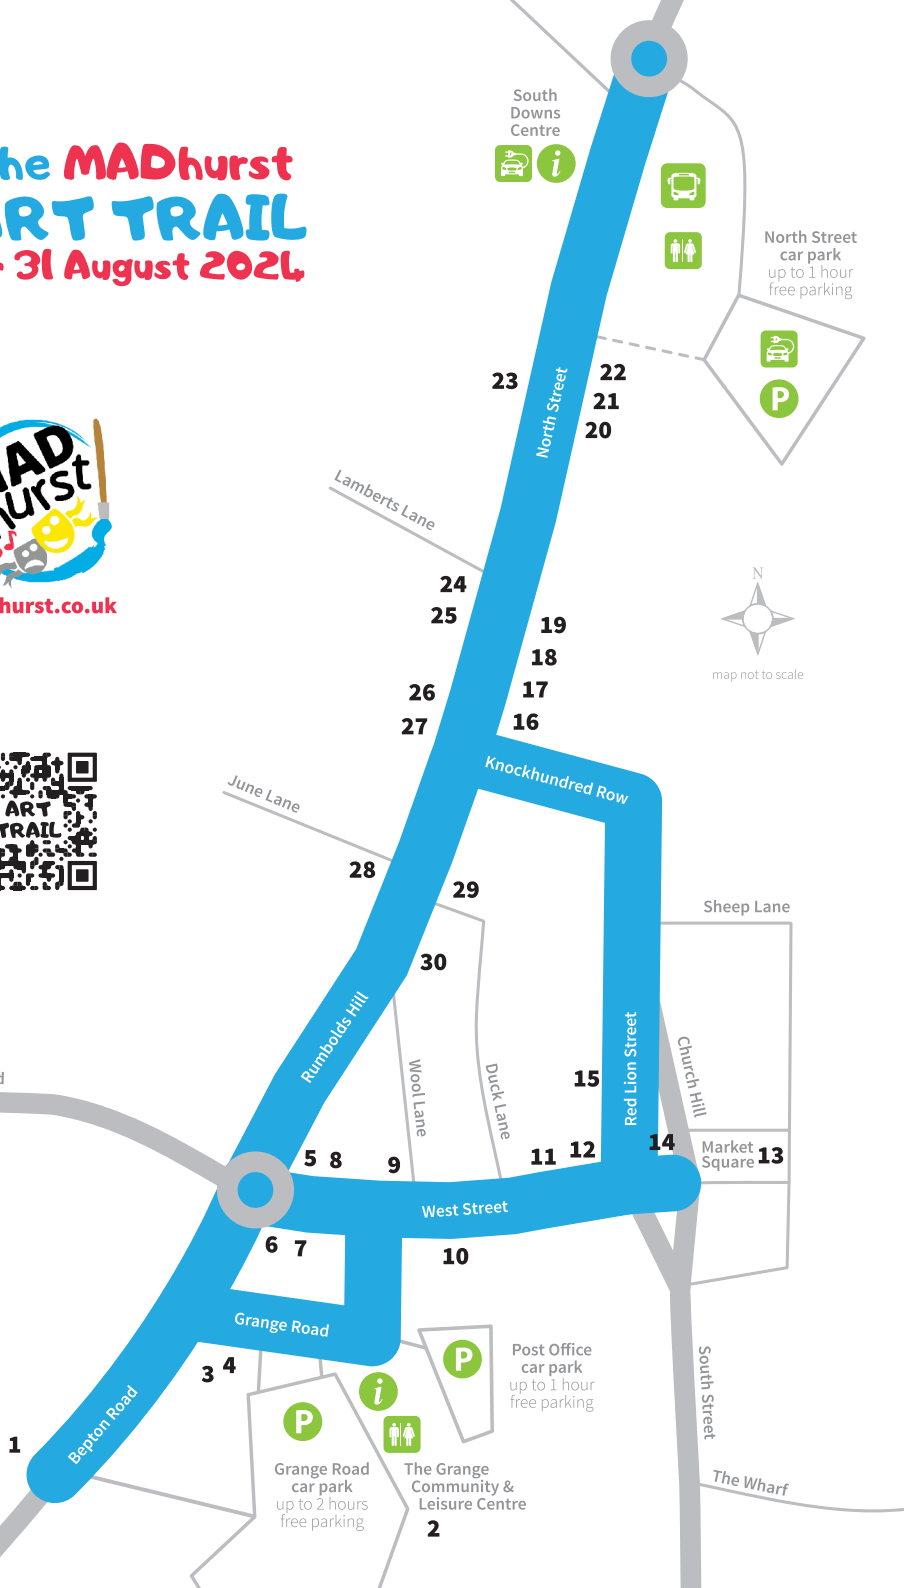 South
Downs
Centre
i
he MADhurst
RT TRAIL
31 August 2024
North Street
car park
up to 1 hour
free parking
P
23
22
21
20
North Street
AD
hurst
Lamberts Lane
hurst.co.uk
N
map not to scale
24
25
19
18
17
16
26
27
Knockhundred Row
ART
TRAIL
June Lane
28
29
30
Sheep Lane
Rumbolds Hill
Wool Lane
Duck Lane
Red Lion Street
Church Hill
15
d
5
8
9
11
12
14
Market
Square
13
West Street
6
7
10
Grange Road
3
4
1
Bepton Road
P
Post Office
car park
up to 1 hour
free parking
South Street
i
P
Grange Road
car park
up to 2 hours
free parking
The Grange
Community &
Leisure Centre
2
The Wharf